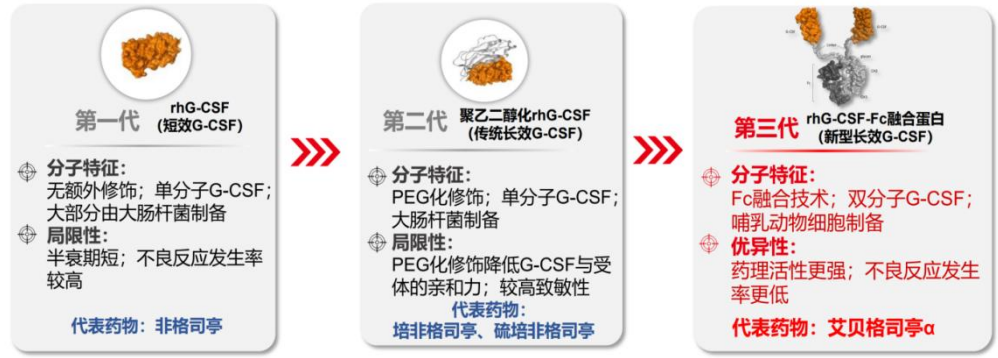 第一代
rhG-CSF
(短效G-CSF)
分子特征：
无额外修饰；单分子G-CSF；
大部分由大肠杆菌制备
局限性：
半衰期短；不良反应发生率
较高
代表药物：非格司亭
第二代
聚乙二醇化rhG-CSF
(传统长效G-CSF)
分子特征：
PEG化修饰；单分子G-CSF；
大肠杆菌制备
局限性：
PEG化修饰降低G-CSF与受
体的亲和力；较高致敏性
代表药物：
培非格司亭、硫培非格司亭
第三代
rhG-CSF-Fc融合蛋白
(新型长效G-CSF)
分子特征：
Fc融合技术；双分子G-CSF；
哺乳动物细胞制备
优异性：
药理活性更强；不良反应发生
率更低
代表药物：艾贝格司亭α